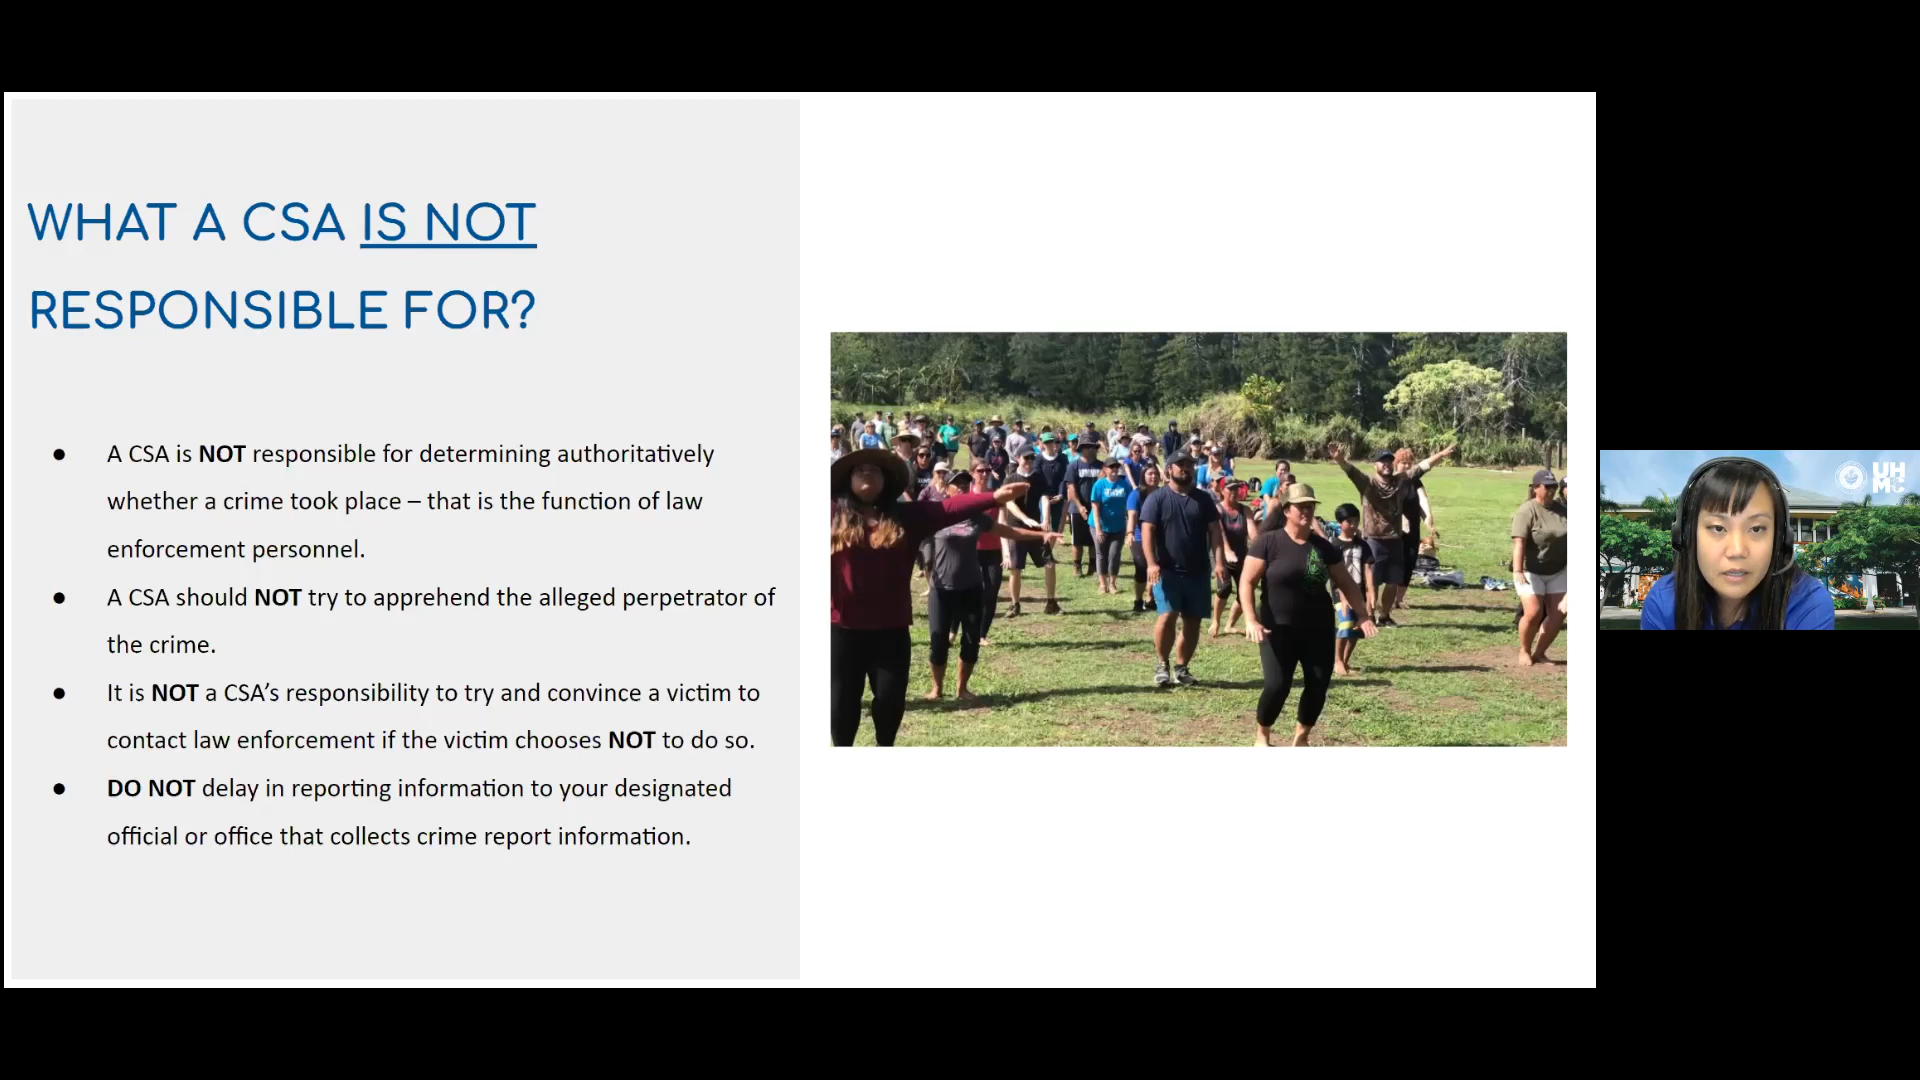 WHAT A CSA IS NOT
RESPONSIBLE FOR?
● A CSA is NOT responsible for determining authoritatively
whether a crime took place – that is the function of law
enforcement personnel.
● A CSA should NOT try to apprehend the alleged perpetrator of
the crime.
● It is NOT a CSA’s responsibility to try and convince a victim to
contact law enforcement if the victim chooses NOT to do so.
● DO NOT delay in reporting information to your designated
official or office that collects crime report information.
UH
MC